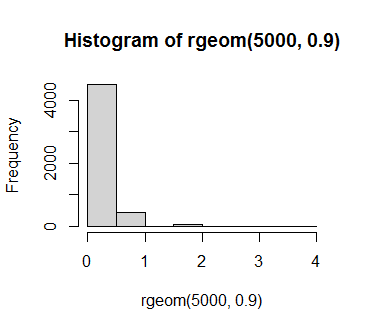 Histogram of rgeom(5000, 0.9)
Frequency
4000
2000
0
0 1 2 3 4
rgeom(5000, 0.9)